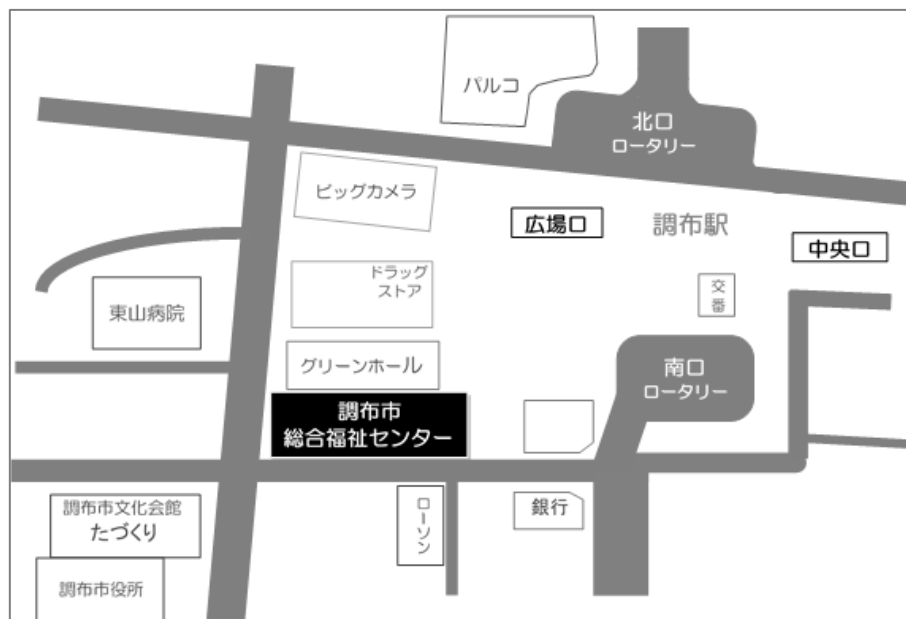 パルコ
北口
ロータリー
ビッグカメラ
広場口
調布駅
中央口
ドラッグ
ストア
交
番
東山病院
グリーンホール
南口
ロータリー
調布市
総合福祉センター
調布市文化会館
たづくり
ローソン
銀行
調布市役所